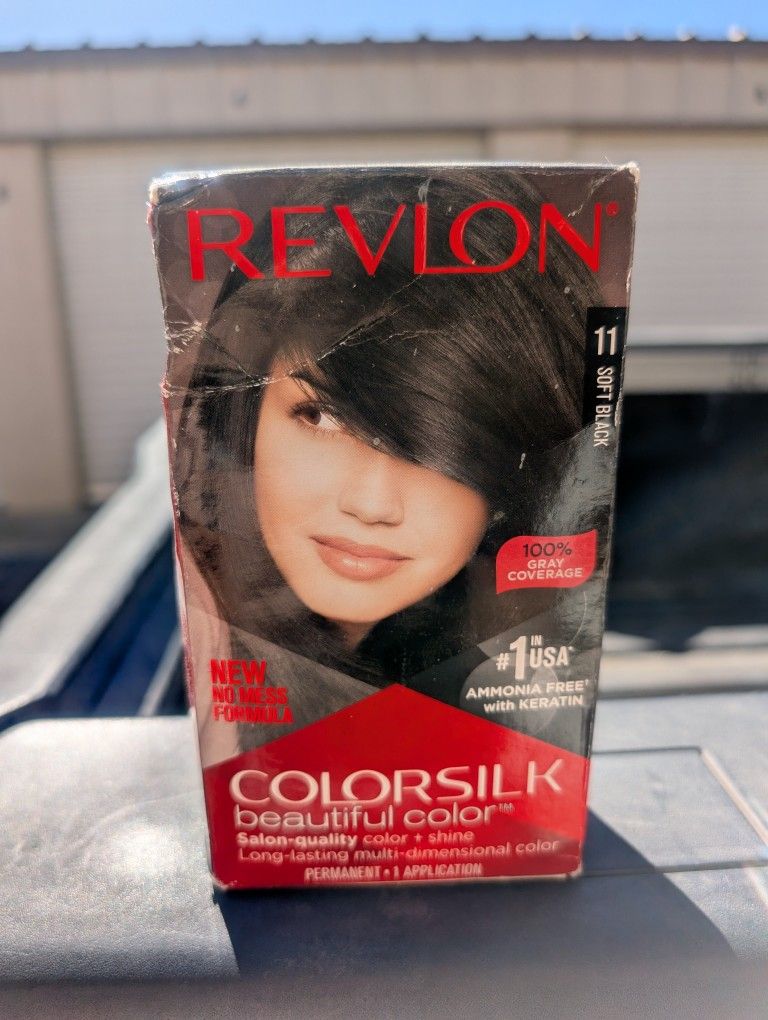 REVLON®
11 SOFT BLACK
100%
GRAY
COVERAGE
#1 IN USA*
AMMONIA FREE†
with KERATIN
NEW
NO MESS
FORMULA
COLORSILK
beautiful color™
Salon-quality color + shine
Long-lasting multi-dimensional color
PERMANENT • 1 APPLICATION